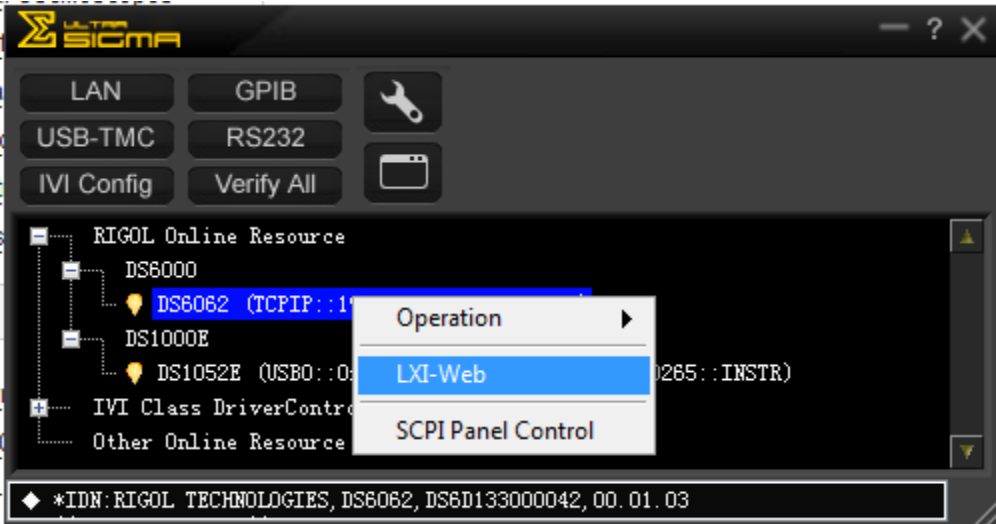 ULTRA
SIGMA
?
LAN GPIB
USB-TMC RS232
IVI Config Verify All
RIGOL Online Resource
DS6000
DS6062 (TCPIP::1
DS1000E
DS1052E (USB0::0 0265::INSTR)
IVI Class DriverContro
Other Online Resource
Operation
LXI-Web
SCPI Panel Control
*IDN:RIGOL TECHNOLOGIES,DS6062,DS6D133000042,00.01.03